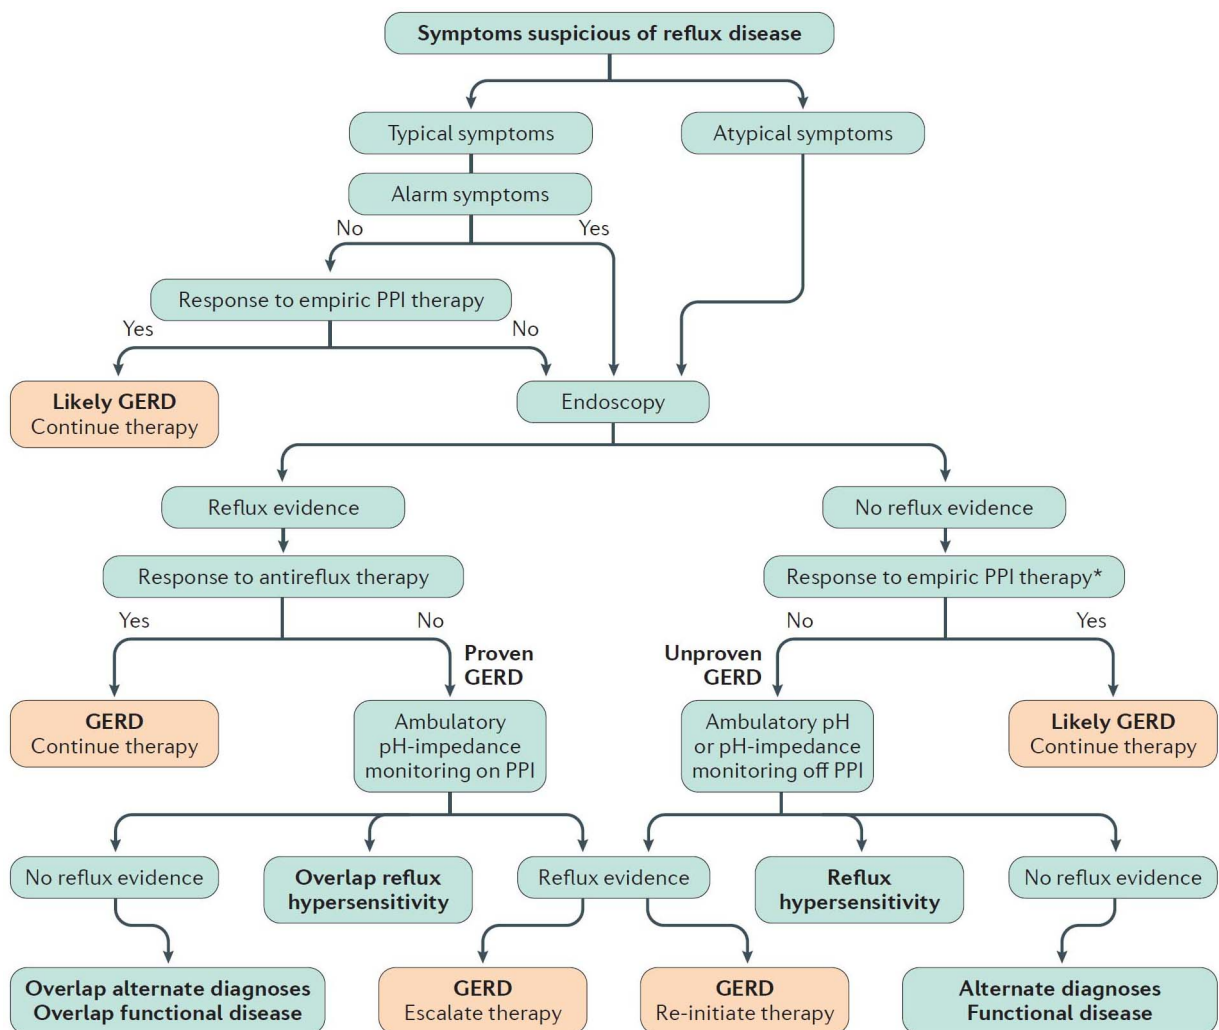 Symptoms suspicious of reflux disease
Typical symptoms
Atypical symptoms
Alarm symptoms
No
Yes
Response to empiric PPI therapy
Yes
No
Likely GERD
Continue therapy
Endoscopy
Reflux evidence
No reflux evidence
Response to antireflux therapy
Response to empiric PPI therapy*
Yes
No
No
Yes
Proven
GERD
Unproven
GERD
GERD
Continue therapy
Ambulatory
pH-impedance
monitoring on PPI
Ambulatory pH
or pH-impedance
monitoring off PPI
Likely GERD
Continue therapy
No reflux evidence
Overlap reflux
hypersensitivity
Reflux evidence
Reflux
hypersensitivity
No reflux evidence
Overlap alternate diagnoses
Overlap functional disease
GERD
Escalate therapy
GERD
Re-initiate therapy
Alternate diagnoses
Functional disease